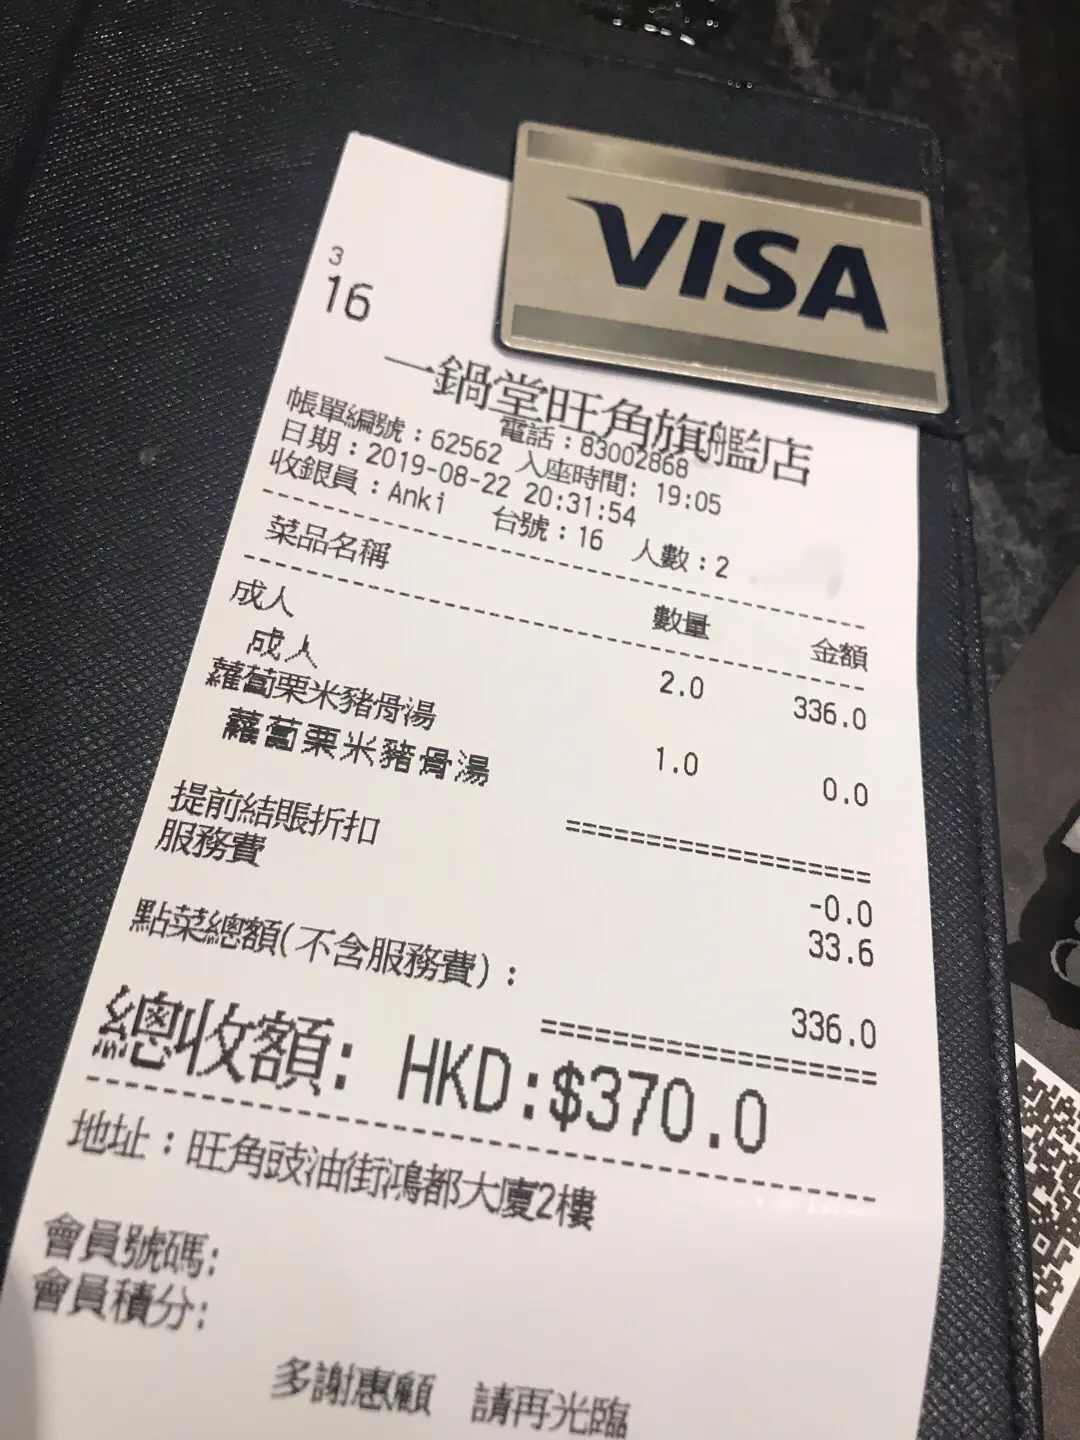 VISA
3
16
一鍋堂旺角旗艦店
電話：83002868
帳單編號：62562 入座時間: 19:05
日期：2019-08-22 20:31:54
收銀員：Anki 台號：16 人數：2
菜品名稱 數量 金額
成人 2.0 336.0
成人
蘿蔔粟米豬骨湯 1.0 0.0
蘿蔔粟米豬骨湯
提前結賬折扣 -0.0
服務費 33.6
點菜總額(不含服務費)： 336.0
總收額: HKD:$370.0
地址：旺角豉油街鴻都大廈2樓
會員號碼:
會員積分:
多謝惠顧 請再光臨